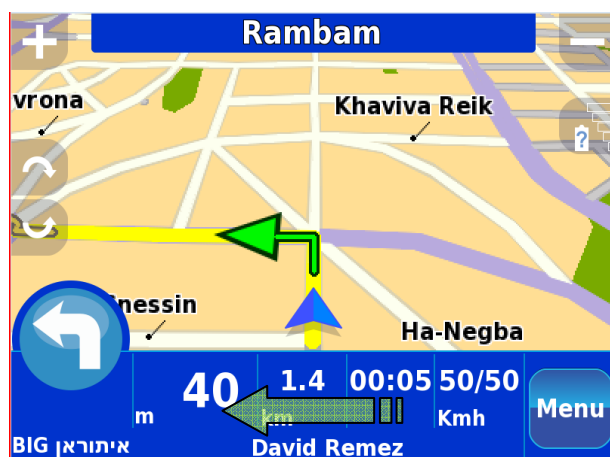 Rambam
vrona
Khaviva Reik
?
nessin
Ha-Negba
40 m
1.4 km
00:05
50/50 Kmh
Menu
איתוראן BIG
David Remez